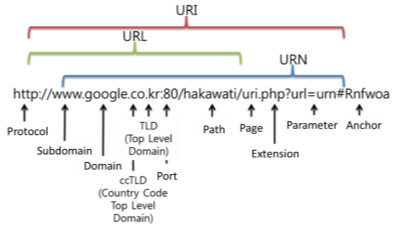 URI
URL
URN
http://www.google.co.kr:80/hakawati/uri.php?url=urn#Rnfwoa
Protocol
Subdomain
Domain
TLD
(Top Level
Domain)
ccTLD
(Country Code
Top Level
Domain)
Port
Path
Page
Extension
Parameter
Anchor